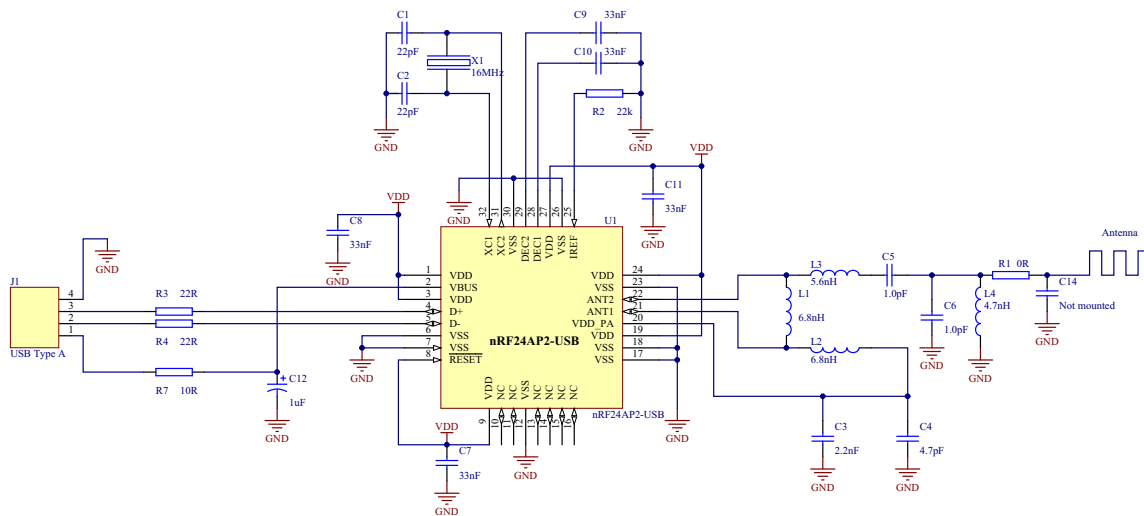 C1
22pF
C2
22pF
X1
16MHz
GND
C9 33nF
C10 33nF
R2 22k
GND
VDD
C11
33nF
GND
GND
VDD
C8
33nF
GND
U1
32 31 30 29 28 27 26 25
XC1 XC2 VSS DEC2 DEC1 VDD VSS IREF
1 VDD
2 VBUS
3 VDD
4 D+
5 D-
6 VSS
7 VSS
8 RESET
VDD 24
VSS 23
ANT2 22
ANT1 21
VDD_PA 20
VDD 19
VSS 18
VSS 17
nRF24AP2-USB
VDD NC NC VSS NC NC NC NC
9 10 11 12 13 14 15 16
nRF24AP2-USB
J1
4
3
2
1
USB Type A
GND
R3 22R
R4 22R
R7 10R
C12
1uF
GND
GND
VDD
C7
33nF
GND
GND
GND
L3
5.6nH
L1
6.8nH
L2
6.8nH
C5
1.0pF
C6
1.0pF
GND
L4
4.7nH
GND
R1 0R
C14
Not mounted
GND
Antenna
C3
2.2nF
GND
C4
4.7pF
GND